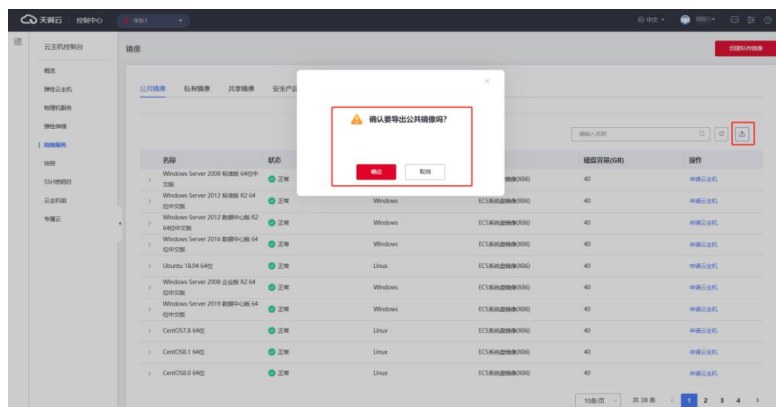 天翼云 控制中心
中文
云主机控制台
镜像
创建私有镜像
概览
弹性云主机
物理机服务
弹性伸缩
镜像服务
快照
SSH密钥对
云主机组
专属云
公共镜像 私有镜像 共享镜像 安全产品
确认要导出公共镜像吗?
确定 取消
请输入名称
名称 状态 磁盘容量(GB) 操作
Windows Server 2008 标准版 64位中文版 正常 40 申请云主机
Windows Server 2012 标准版 R2 64位中文版 正常 Windows ECS系统盘镜像(X86) 40 申请云主机
Windows Server 2012 数据中心版 R2 64位中文版 正常 Windows ECS系统盘镜像(X86) 40 申请云主机
Windows Server 2016 数据中心版 64位中文版 正常 Windows ECS系统盘镜像(X86) 40 申请云主机
Ubuntu 18.04 64位 正常 Linux ECS系统盘镜像(X86) 40 申请云主机
Windows Server 2008 企业版 R2 64位中文版 正常 Windows ECS系统盘镜像(X86) 40 申请云主机
Windows Server 2019 数据中心版 64位中文版 正常 Windows ECS系统盘镜像(X86) 40 申请云主机
CentOS7.8 64位 正常 Linux ECS系统盘镜像(X86) 40 申请云主机
CentOS8.1 64位 正常 Linux ECS系统盘镜像(X86) 40 申请云主机
CentOS8.0 64位 正常 Linux ECS系统盘镜像(X86) 40 申请云主机
10条/页 共 38 条 1 2 3 4